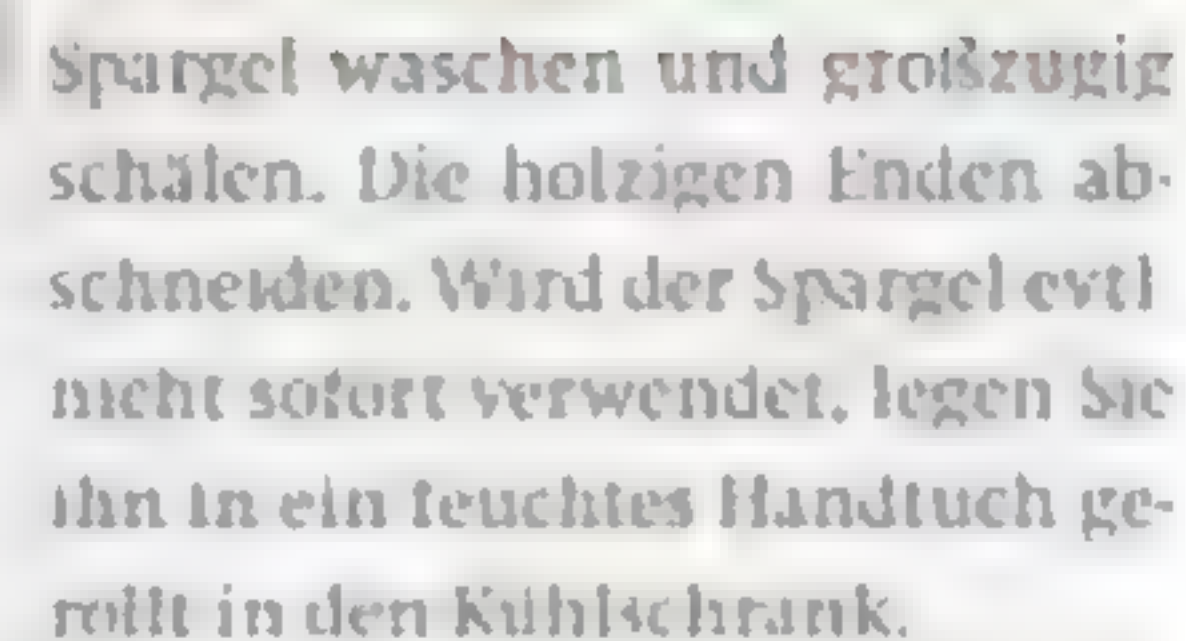 Spargel waschen und großzügig
schälen. Die holzigen Enden ab-
schneiden. Wird der Spargel evtl
nicht sofort verwendet, legen Sie
ihn in ein feuchtes Handtuch ge-
rollt in den Kühlschrank.